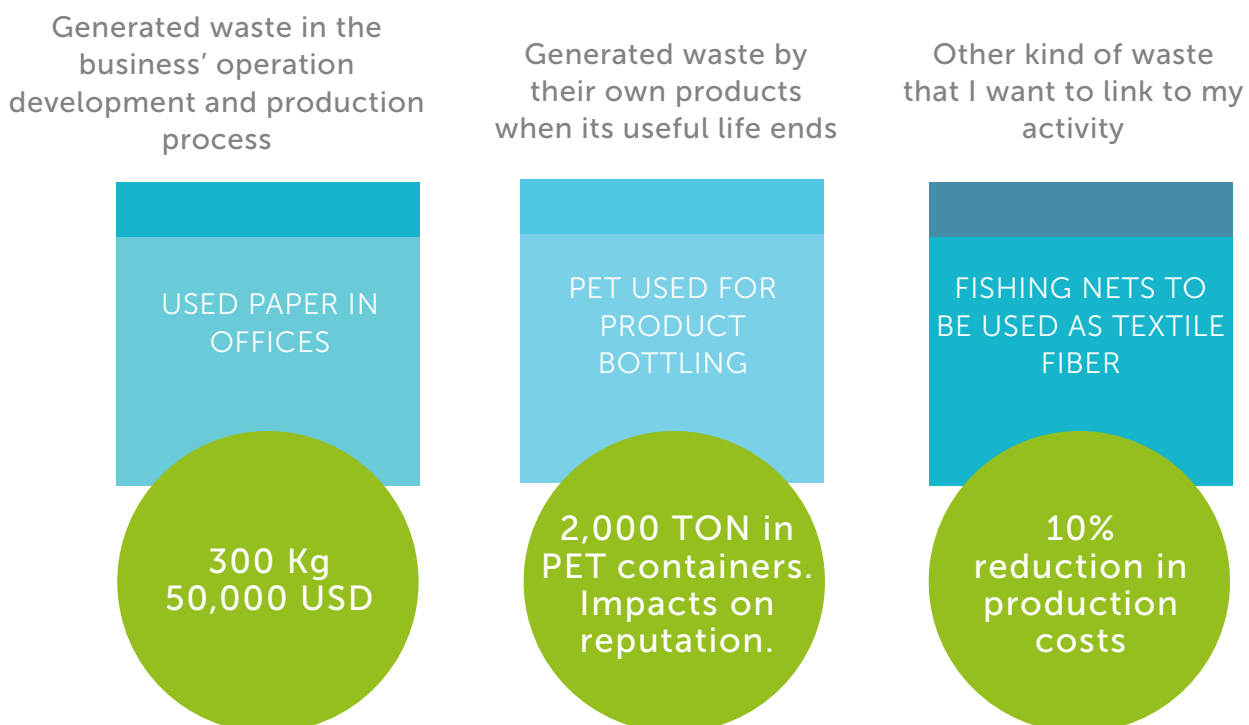 Generated waste in the
business’ operation
development and production
process
USED PAPER IN
OFFICES
300 Kg
50,000 USD
Generated waste by
their own products
when its useful life ends
PET USED FOR
PRODUCT
BOTTLING
2,000 TON in
PET containers.
Impacts on
reputation.
Other kind of waste
that I want to link to my
activity
FISHING NETS TO
BE USED AS TEXTILE
FIBER
10%
reduction in
production
costs